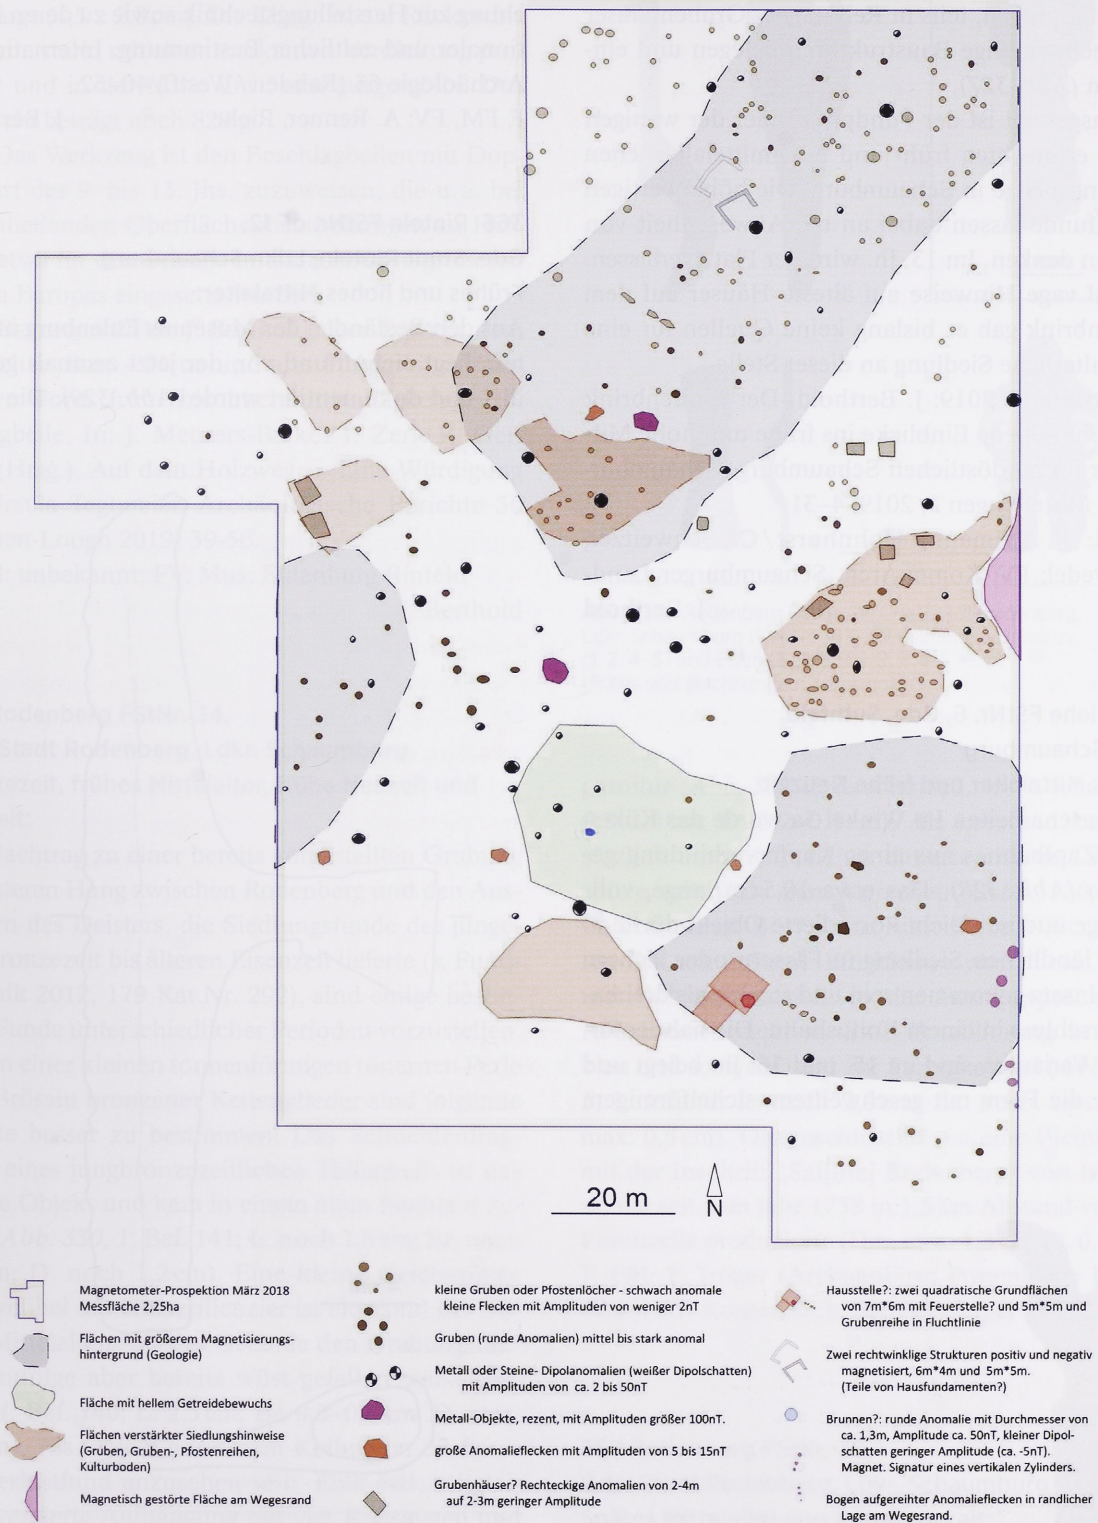 20 m
N
Magnetometer-Prospektion März 2018
Messfläche 2,25ha
Flächen mit größerem Magnetisierungs-
hintergrund (Geologie)
Fläche mit hellem Getreidebewuchs
Flächen verstärkter Siedlungshinweise
(Gruben, Gruben-, Pfostenreihen,
Kulturboden)
Magnetisch gestörte Fläche am Wegesrand
kleine Gruben oder Pfostenlöcher - schwach anomale
kleine Flecken mit Amplituden von weniger 2nT
Gruben (runde Anomalien) mittel bis stark anomal
Metall oder Steine- Dipolanomalien (weißer Dipolschatten)
mit Amplituden von ca. 2 bis 50nT
Metall-Objekte, rezent, mit Amplituden größer 100nT.
große Anomalieflecken mit Amplituden von 5 bis 15nT
Grubenhäuser? Rechteckige Anomalien von 2-4m
auf 2-3m geringer Amplitude
Hausstelle?: zwei quadratische Grundflächen
von 7m*6m mit Feuerstelle? und 5m*5m und
Grubenreihe in Fluchtlinie
Zwei rechtwinklige Strukturen positiv und negativ
magnetisiert, 6m*4m und 5m*5m.
(Teile von Hausfundamenten?)
Brunnen?: runde Anomalie mit Durchmesser von
ca. 1,3m, Amplitude ca. 50nT, kleiner Dipol-
schatten geringer Amplitude (ca. -5nT).
Magnet. Signatur eines vertikalen Zylinders.
Bogen aufgereihter Anomalieflecken in randlicher
Lage am Wegesrand.